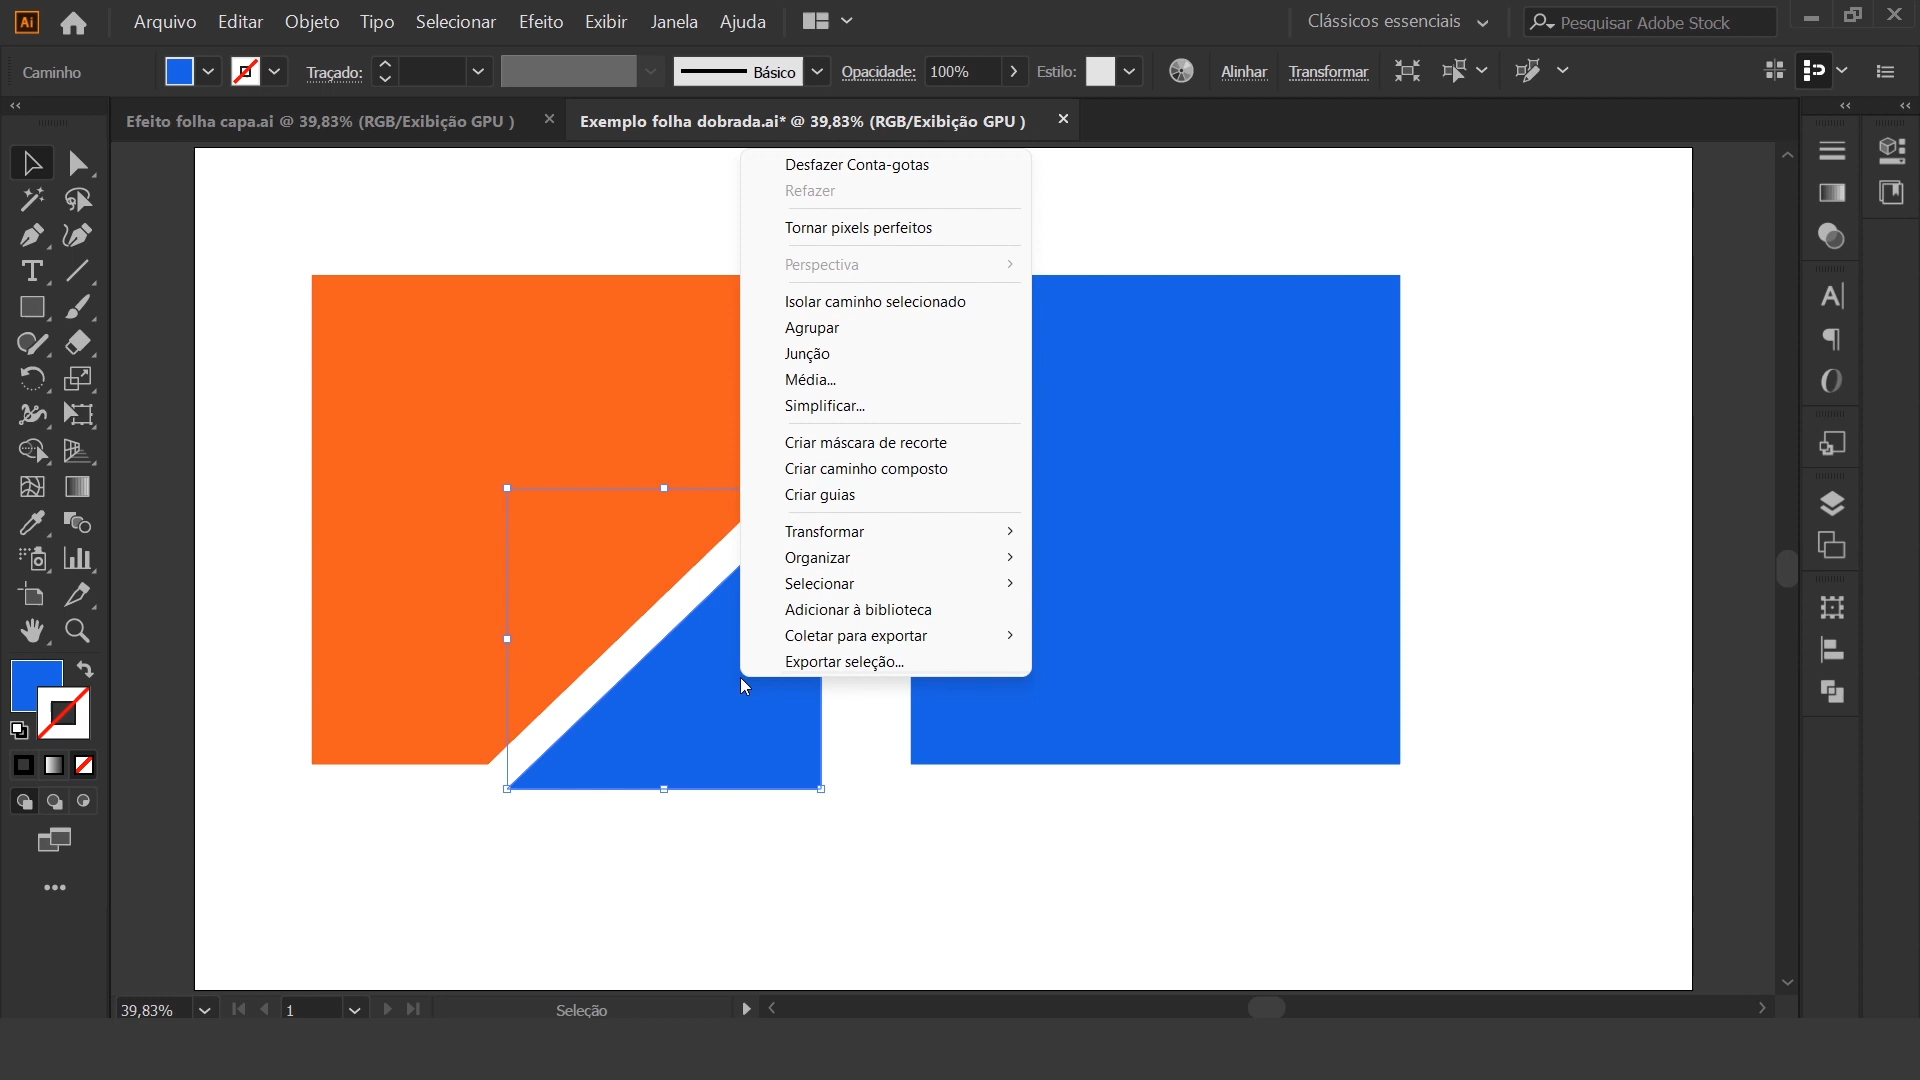 Ai Arquivo Editar Objeto Tipo Selecionar Efeito Exibir Janela Ajuda Clássicos essenciais Pesquisar Adobe Stock
Caminho Traçado: Básico Opacidade: 100% Estilo: Alinhar Transformar
Efeito folha capa.ai @ 39,83% (RGB/Exibição GPU ) Exemplo folha dobrada.ai* @ 39,83% (RGB/Exibição GPU )
Desfazer Conta-gotas
Refazer
Tornar pixels perfeitos
Perspectiva
Isolar caminho selecionado
Agrupar
Junção
Média...
Simplificar...
Criar máscara de recorte
Criar caminho composto
Criar guias
Transformar
Organizar
Selecionar
Adicionar à biblioteca
Coletar para exportar
Exportar seleção...
39,83% 1 Seleção